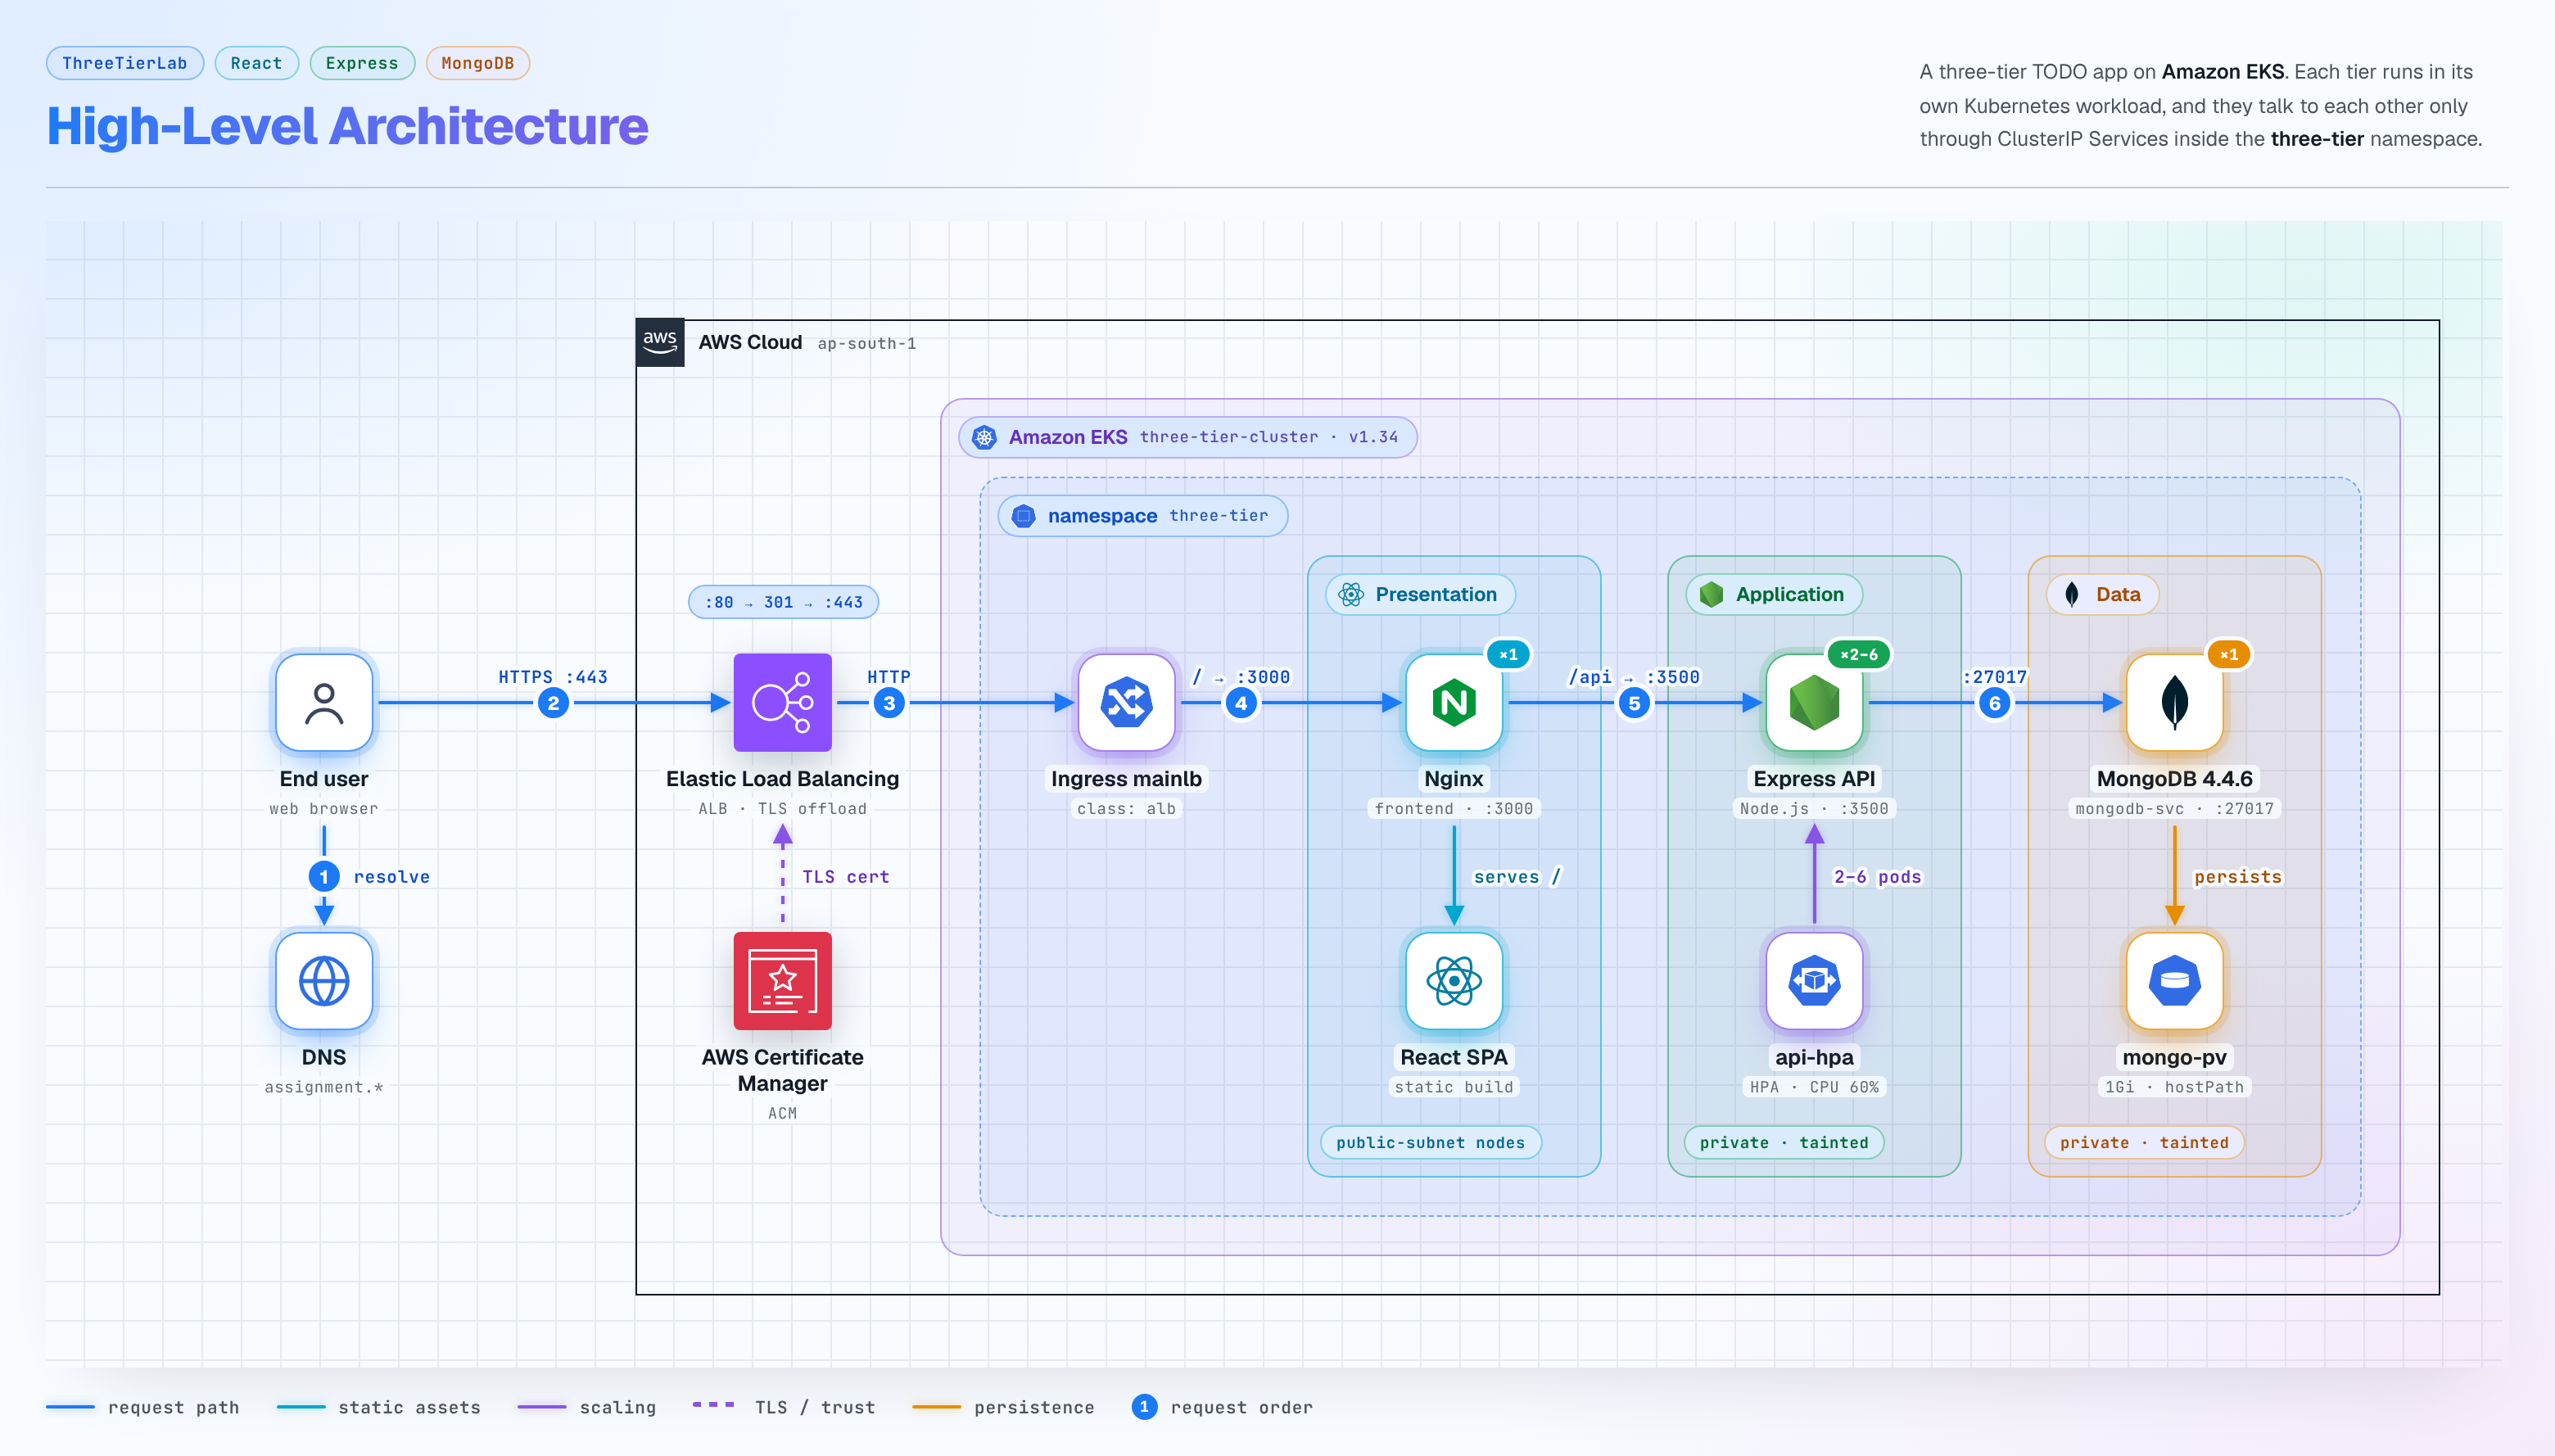 ThreeTierLab React Express MongoDB
High-Level Architecture
A three-tier TODO app on Amazon EKS. Each tier runs in its
own Kubernetes workload, and they talk to each other only
through ClusterIP Services inside the three-tier namespace.
aws
AWS Cloud ap-south-1
Amazon EKS three-tier-cluster · v1.34
namespace three-tier
:80 → 301 → :443
Presentation
Application
Data
×1
×2–6
×1
HTTPS :443
2
HTTP
3
/ → :3000
4
/api → :3500
5
:27017
6
End user
web browser
Elastic Load Balancing
ALB · TLS offload
Ingress mainlb
class: alb
Nginx
frontend · :3000
Express API
Node.js · :3500
MongoDB 4.4.6
mongodb-svc · :27017
1 resolve
TLS cert
serves /
2–6 pods
persists
DNS
assignment.*
AWS Certificate
Manager
ACM
React SPA
static build
api-hpa
HPA · CPU 60%
mongo-pv
1Gi · hostPath
public-subnet nodes
private · tainted
private · tainted
request path static assets scaling TLS / trust persistence 1 request order